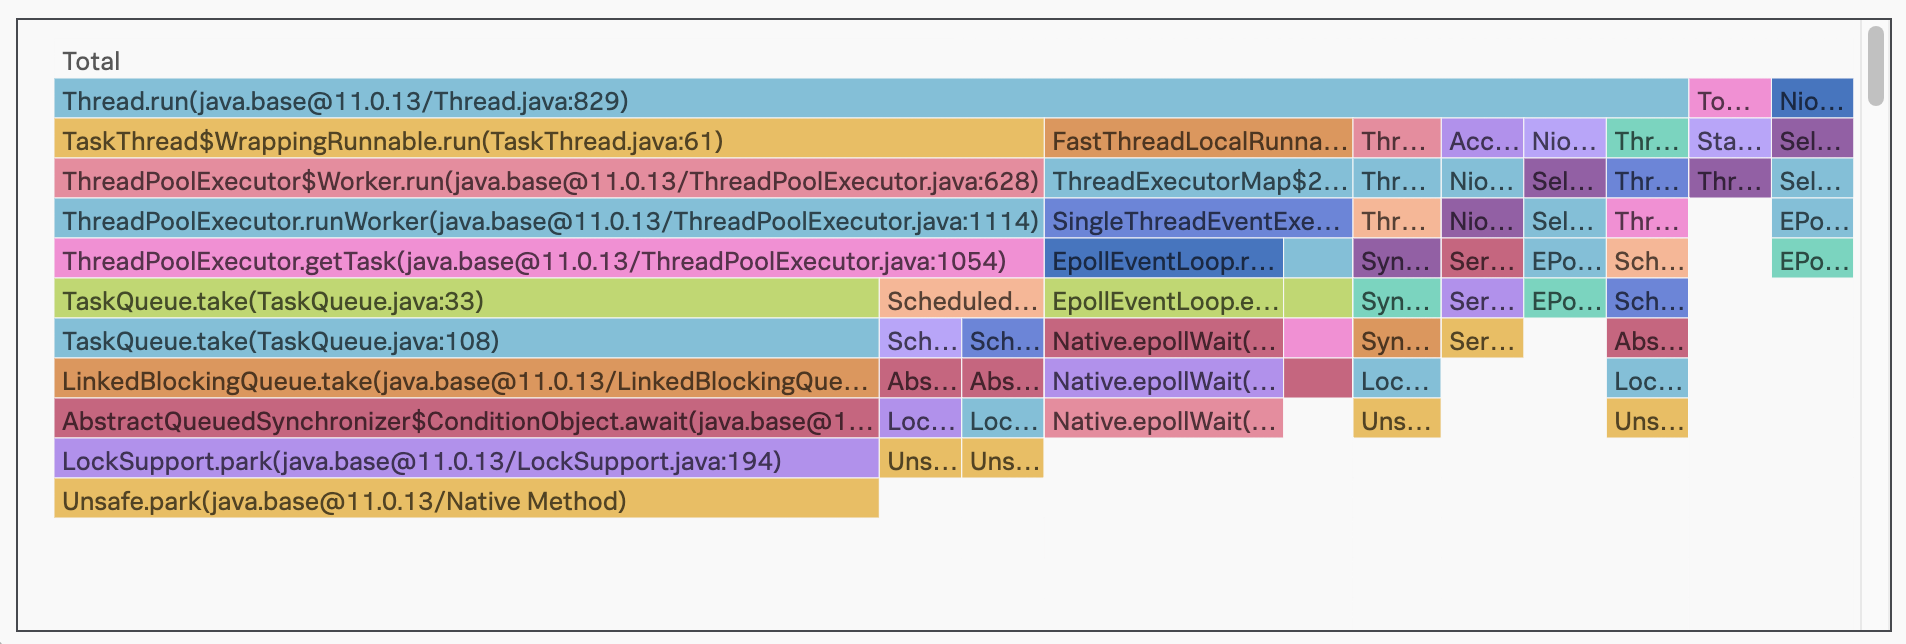 Total
Thread.run(java.base@11.0.13/Thread.java:829) To... Nio...
TaskThread$WrappingRunnable.run(TaskThread.java:61) FastThreadLocalRunna... Thr... Acc... Nio... Thr... Sta... Sel...
ThreadPoolExecutor$Worker.run(java.base@11.0.13/ThreadPoolExecutor.java:628) ThreadExecutorMap$2... Thr... Nio... Sel... Thr... Thr... Sel...
ThreadPoolExecutor.runWorker(java.base@11.0.13/ThreadPoolExecutor.java:1114) SingleThreadEventExe... Thr... Nio... Sel... Thr... EPo...
ThreadPoolExecutor.getTask(java.base@11.0.13/ThreadPoolExecutor.java:1054) EpollEventLoop.r... Syn... Ser... EPo... Sch... EPo...
TaskQueue.take(TaskQueue.java:33) Scheduled... EpollEventLoop.e... Syn... Ser... EPo... Sch...
TaskQueue.take(TaskQueue.java:108) Sch... Sch... Native.epollWait(... Syn... Ser... Abs...
LinkedBlockingQueue.take(java.base@11.0.13/LinkedBlockingQue... Abs... Abs... Native.epollWait(... Loc... Loc...
AbstractQueuedSynchronizer$ConditionObject.await(java.base@1... Loc... Loc... Native.epollWait(... Uns... Uns...
LockSupport.park(java.base@11.0.13/LockSupport.java:194) Uns... Uns...
Unsafe.park(java.base@11.0.13/Native Method)